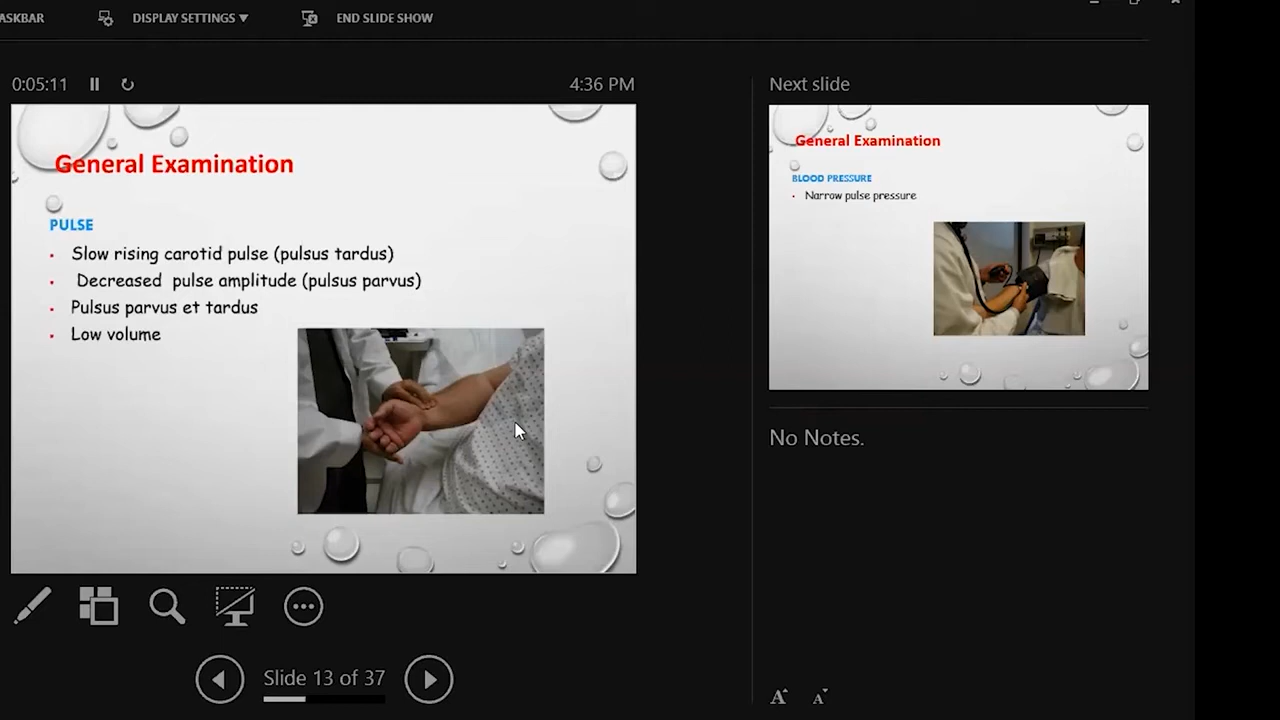 ASKBAR
DISPLAY SETTINGS ▼
END SLIDE SHOW
0:05:11
4:36 PM
General Examination
PULSE
• Slow rising carotid pulse (pulsus tardus)
• Decreased pulse amplitude (pulsus parvus)
• Pulsus parvus et tardus
• Low volume
Slide 13 of 37
Next slide
General Examination
BLOOD PRESSURE
• Narrow pulse pressure
No Notes.
A A